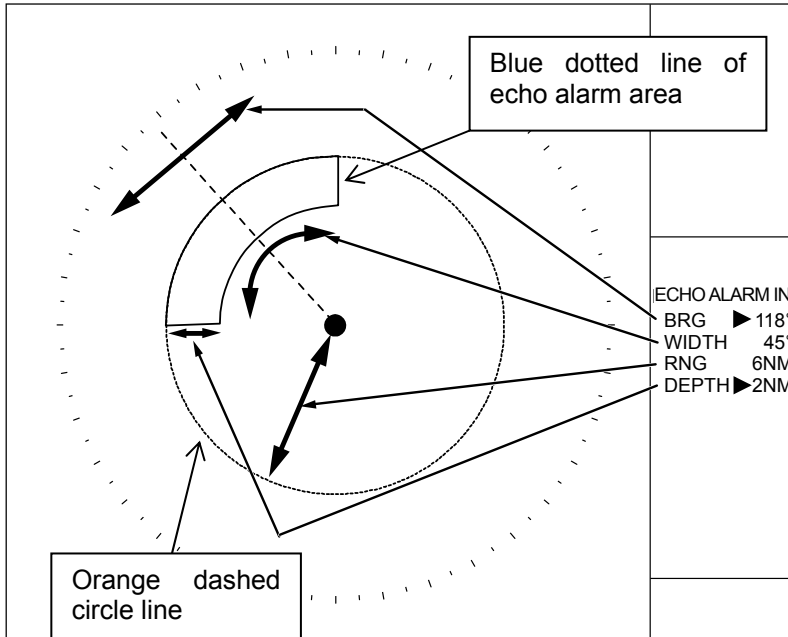 Blue dotted line of
echo alarm area
ECHO ALARM IN
BRG ▶ 118°
WIDTH 45°
RNG 6NM
DEPTH ▶2NM
Orange dashed
circle line